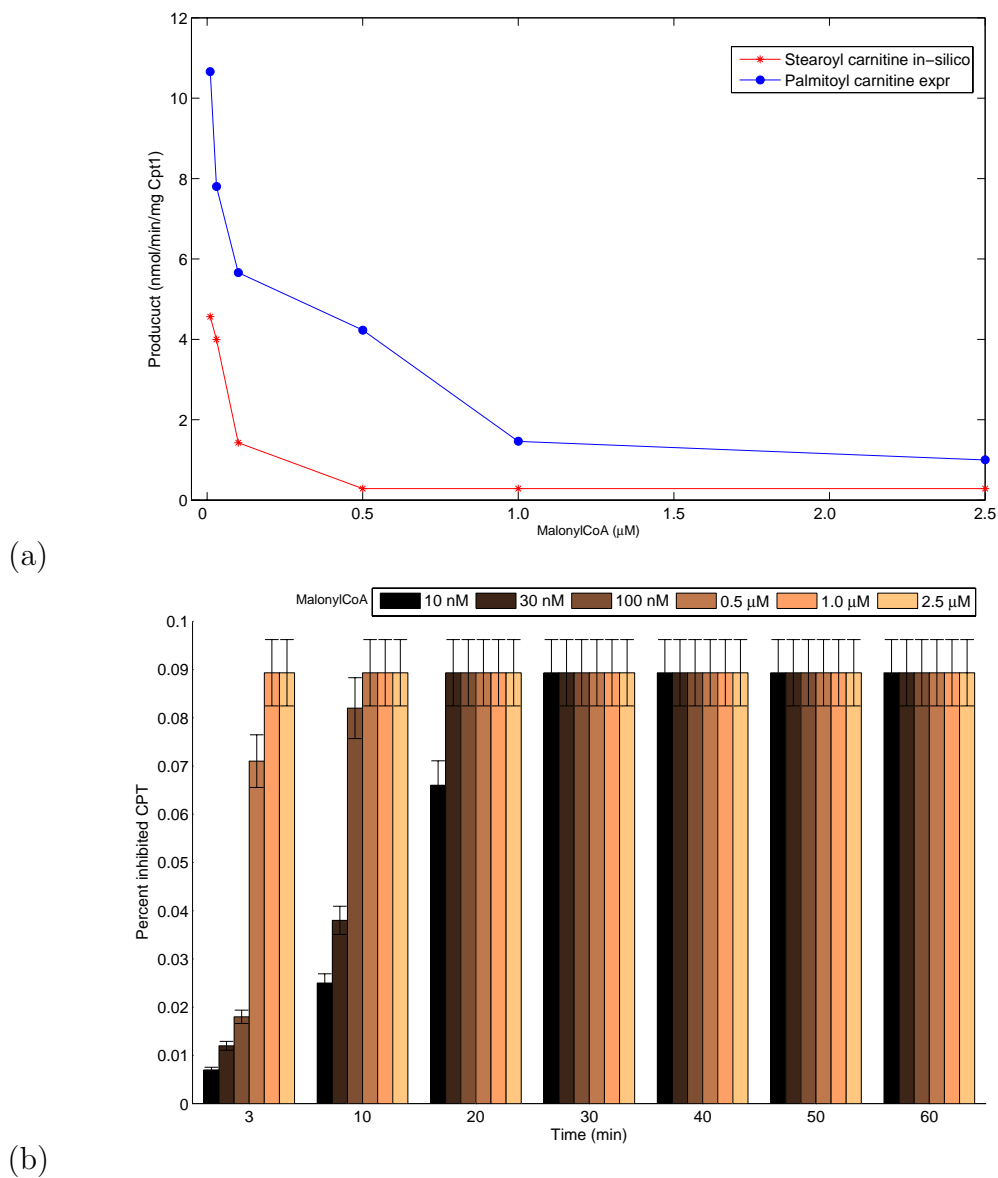 12
10
8
6
4
2
0
Producuct (nmol/min/mg Cpt1)
Stearoyl carnitine in−silico
Palmitoyl carnitine expr
0 0.5 1.0 1.5 2.0 2.5
MalonylCoA (μM)
(a)
MalonylCoA 10 nM 30 nM 100 nM 0.5 μM 1.0 μM 2.5 μM
0.1
0.09
0.08
0.07
0.06
0.05
0.04
0.03
0.02
0.01
0
Percent inhibited CPT
3 10 20 30 40 50 60
Time (min)
(b)